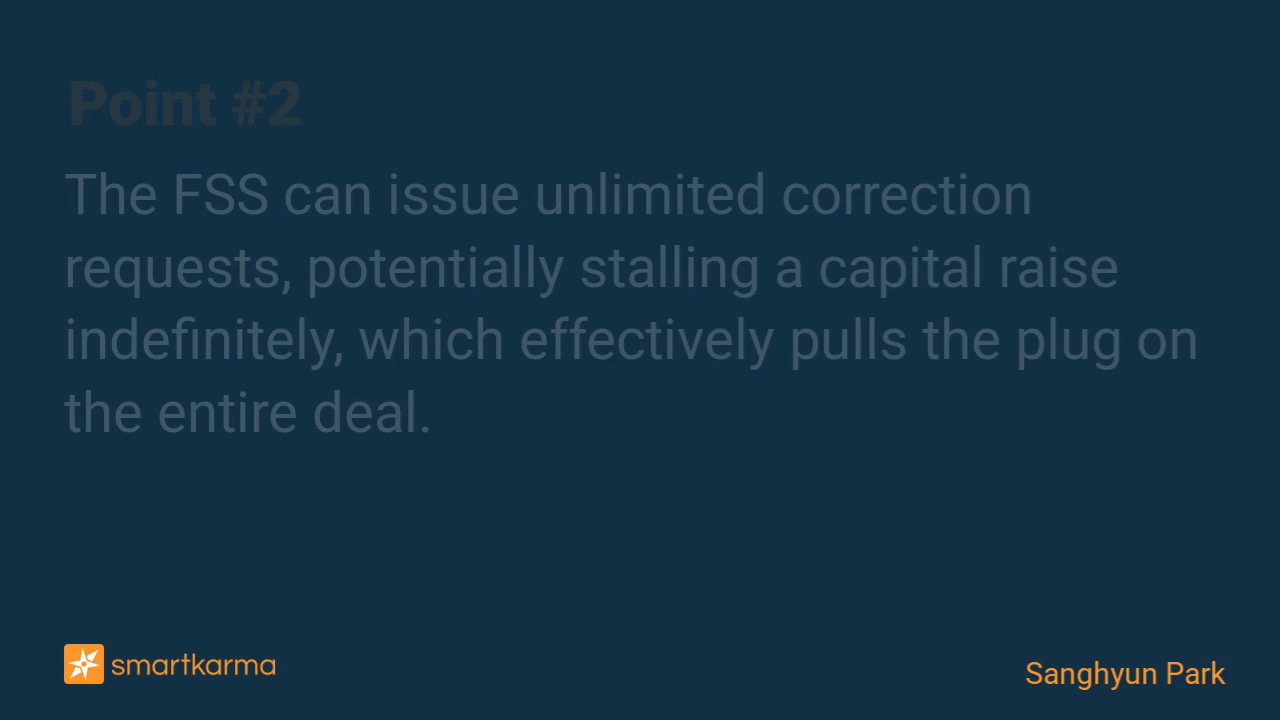 Point #2
The FSS can issue unlimited correction
requests, potentially stalling a capital raise
indefinitely, which effectively pulls the plug on
the entire deal.
smartkarma
Sanghyun Park